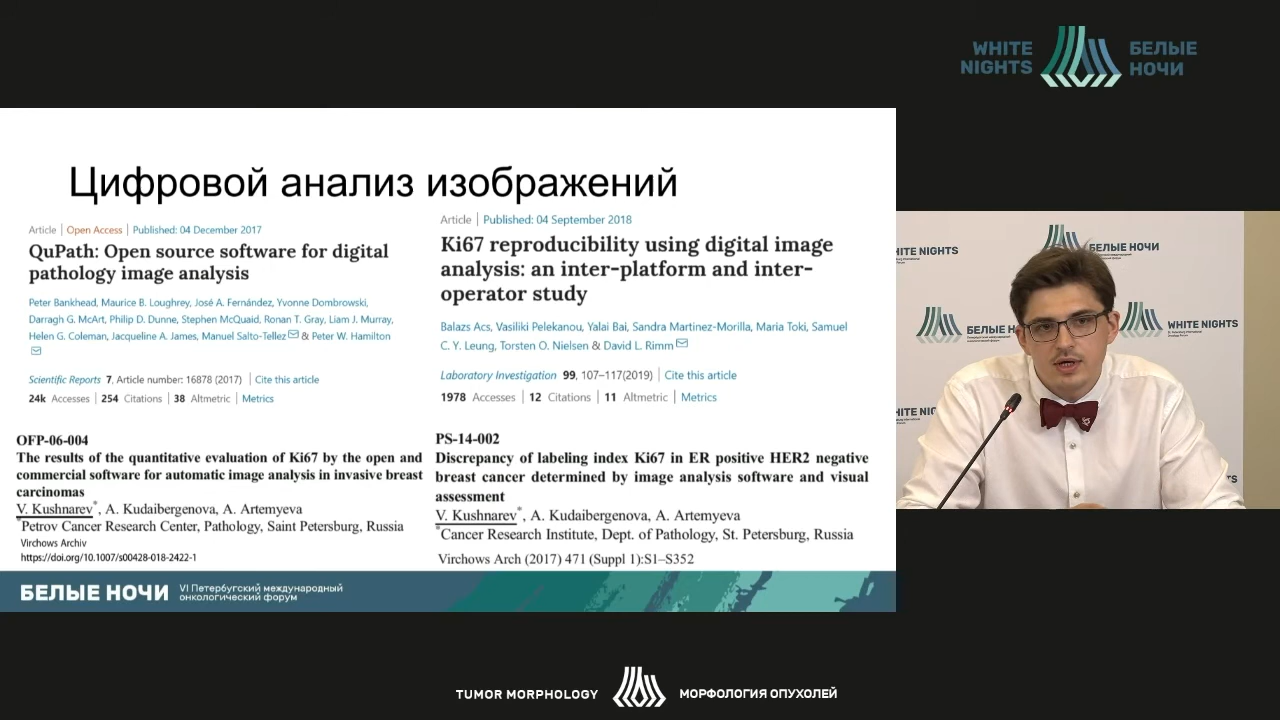 WHITE
NIGHTS
БЕЛЫЕ
НОЧИ
Цифровой анализ изображений
Article | Open Access | Published: 04 December 2017
QuPath: Open source software for digital
pathology image analysis
Peter Bankhead, Maurice B. Loughrey, José A. Fernández, Yvonne Dombrowski,
Darragh G. McArt, Philip D. Dunne, Stephen McQuaid, Ronan T. Gray, Liam J. Murray,
Helen G. Coleman, Jacqueline A. James, Manuel Salto-Tellez & Peter W. Hamilton
Scientific Reports 7, Article number: 16878 (2017) | Cite this article
24k Accesses | 254 Citations | 38 Altmetric | Metrics
Article | Published: 04 September 2018
Ki67 reproducibility using digital image
analysis: an inter-platform and inter-
operator study
Balazs Acs, Vasiliki Pelekanou, Yalai Bai, Sandra Martinez-Morilla, Maria Toki, Samuel
C. Y. Leung, Torsten O. Nielsen & David L. Rimm
Laboratory Investigation 99, 107–117(2019) | Cite this article
1978 Accesses | 12 Citations | 11 Altmetric | Metrics
OFP-06-004
The results of the quantitative evaluation of Ki67 by the open and
commercial software for automatic image analysis in invasive breast
carcinomas
V. Kushnarev*, A. Kudaibergenova, A. Artemyeva
*Petrov Cancer Research Center, Pathology, Saint Petersburg, Russia
Virchows Archiv
https://doi.org/10.1007/s00428-018-2422-1
PS-14-002
Discrepancy of labeling index Ki67 in ER positive HER2 negative
breast cancer determined by image analysis software and visual
assessment
V. Kushnarev*, A. Kudaibergenova, A. Artemyeva
*Cancer Research Institute, Dept. of Pathology, St. Petersburg, Russia
Virchows Arch (2017) 471 (Suppl 1):S1–S352
БЕЛЫЕ НОЧИ
VI Петербугский международный
онкологический форум
WHITE NIGHTS
БЕЛЫЕ НОЧИ
БЕЛЫЕ Н
WHITE NIGHTS
ITE NIG
TUMOR MORPHOLOGY
МОРФОЛОГИЯ ОПУХОЛЕЙ